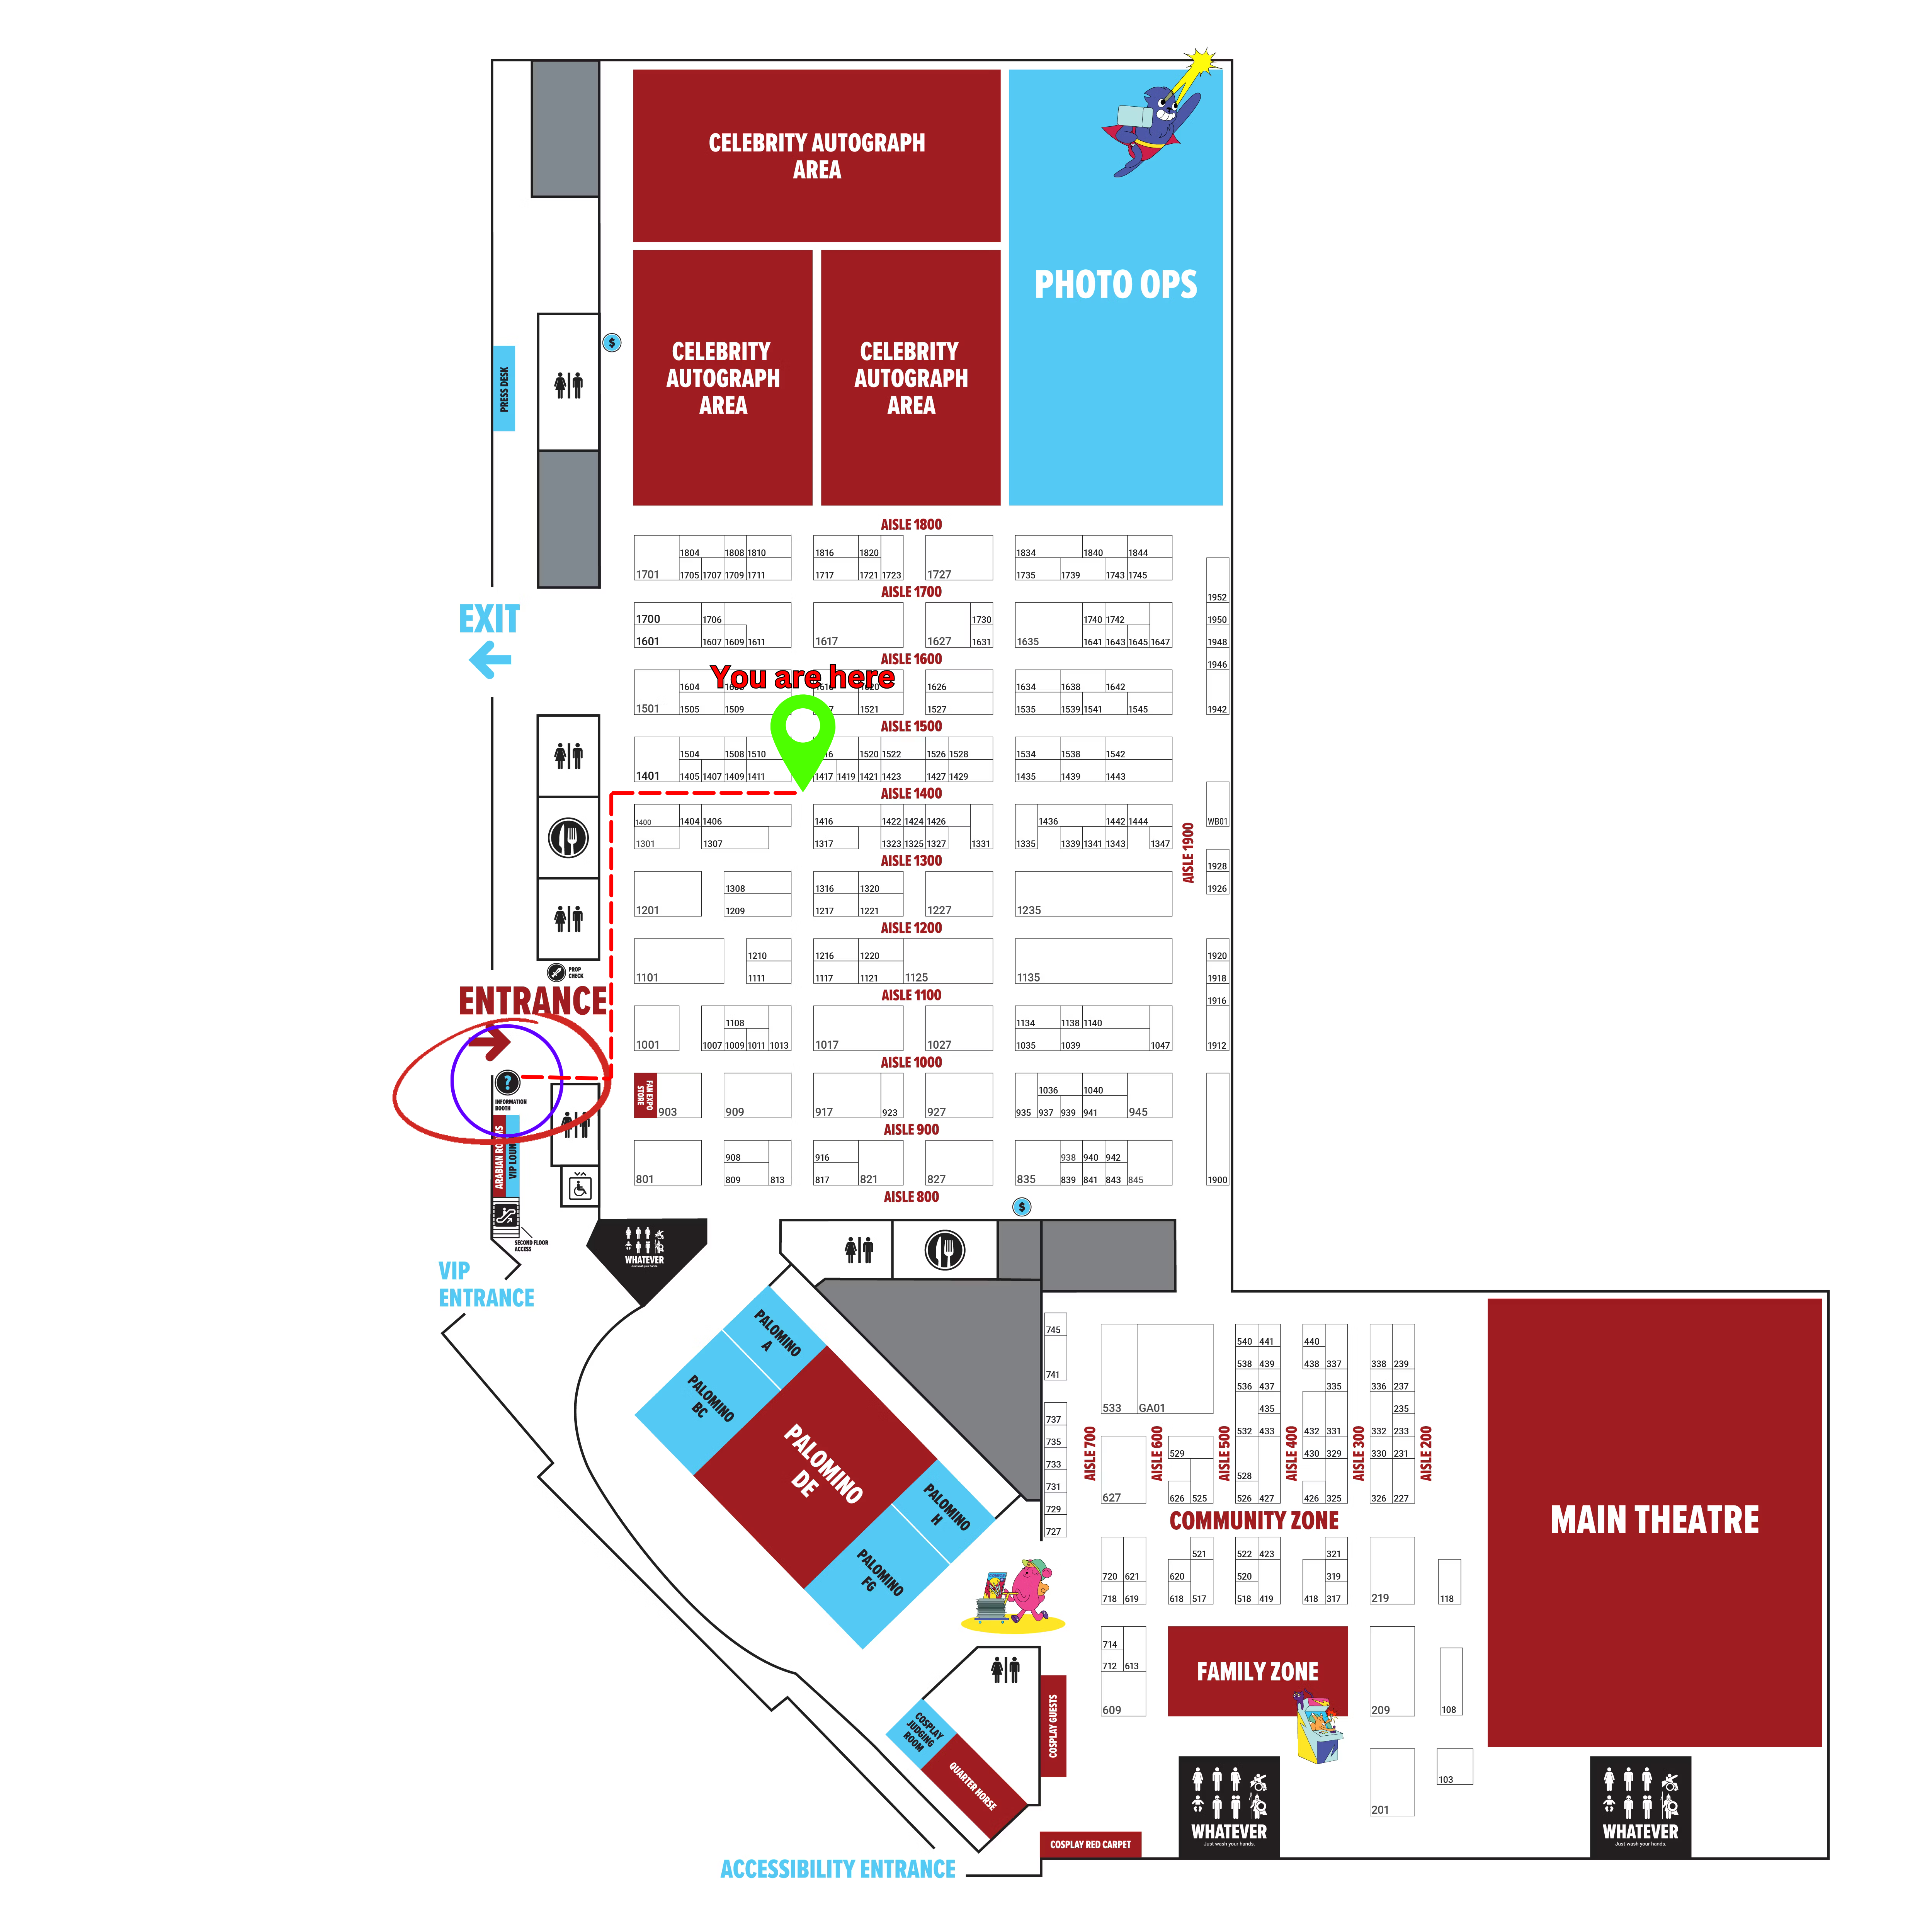 CELEBRITY AUTOGRAPH
AREA
PHOTO OPS
CELEBRITY
AUTOGRAPH
AREA
CELEBRITY
AUTOGRAPH
AREA
$
PRESS DESK
EXIT
AISLE 1800
1804 1808 1810 1816 1820 1834 1840 1844
1701 1705 1707 1709 1711 1717 1721 1723 1727 1735 1739 1743 1745
AISLE 1700
1700 1706 1730 1740 1742
1601 1607 1609 1611 1617 1627 1631 1635 1641 1643 1645 1647
AISLE 1600
You are here
1604 1626 1634 1638 1642
1501 1505 1509 1521 1527 1535 1539 1541 1545
AISLE 1500
1504 1508 1510 1520 1522 1526 1528 1534 1538 1542
1401 1405 1407 1409 1411 1417 1419 1421 1423 1427 1429 1435 1439 1443
AISLE 1400
1400 1404 1406 1416 1422 1424 1426 1436 1442 1444
1301 1307 1317 1323 1325 1327 1331 1335 1339 1341 1343 1347
AISLE 1300
1308 1316 1320
1201 1209 1217 1221 1227 1235
AISLE 1200
1210 1216 1220
1101 1111 1117 1121 1125 1135
AISLE 1100
1108 1134 1138 1140
1001 1007 1009 1011 1013 1017 1027 1035 1039 1047
AISLE 1000
FAN EXPO
STORE
1036 1040
903 909 917 923 927 935 937 939 941 945
AISLE 900
908 916 938 940 942
801 809 813 817 821 827 835 839 841 843 845
AISLE 800
$
AISLE 1900
1952
1950
1948
1946
1942
WB01
1928
1926
1920
1918
1916
1912
1900
PROP
CHECK
ENTRANCE
?
INFORMATION
BOOTH
ARABIAN ROOMS
VIP
SECOND FLOOR
ACCESS
VIP
ENTRANCE
WHATEVER
Just wash your hands.
PALOMINO
A
PALOMINO
BC
PALOMINO
DE
PALOMINO
H
PALOMINO
FG
745
741
737
735
733
731
729
727
533 GA01
540 441 440
538 439 438 337 338 239
536 437 335 336 237
435 235
532 433 432 331 332 233
529 430 329 330 231
528
627 626 525 526 427 426 325 326 227
AISLE 700
AISLE 600
AISLE 500
AISLE 400
AISLE 300
AISLE 200
COMMUNITY ZONE
521 522 423 321
720 621 620 520 319
718 619 618 517 518 419 418 317 219 118
714
712 613
609
FAMILY ZONE
209 108
103
201
MAIN THEATRE
COSPLAY GUESTS
COSPLAY
JUDGING
ROOM
QUARTER HORSE
COSPLAY RED CARPET
WHATEVER
Just wash your hands.
WHATEVER
Just wash your hands.
ACCESSIBILITY ENTRANCE